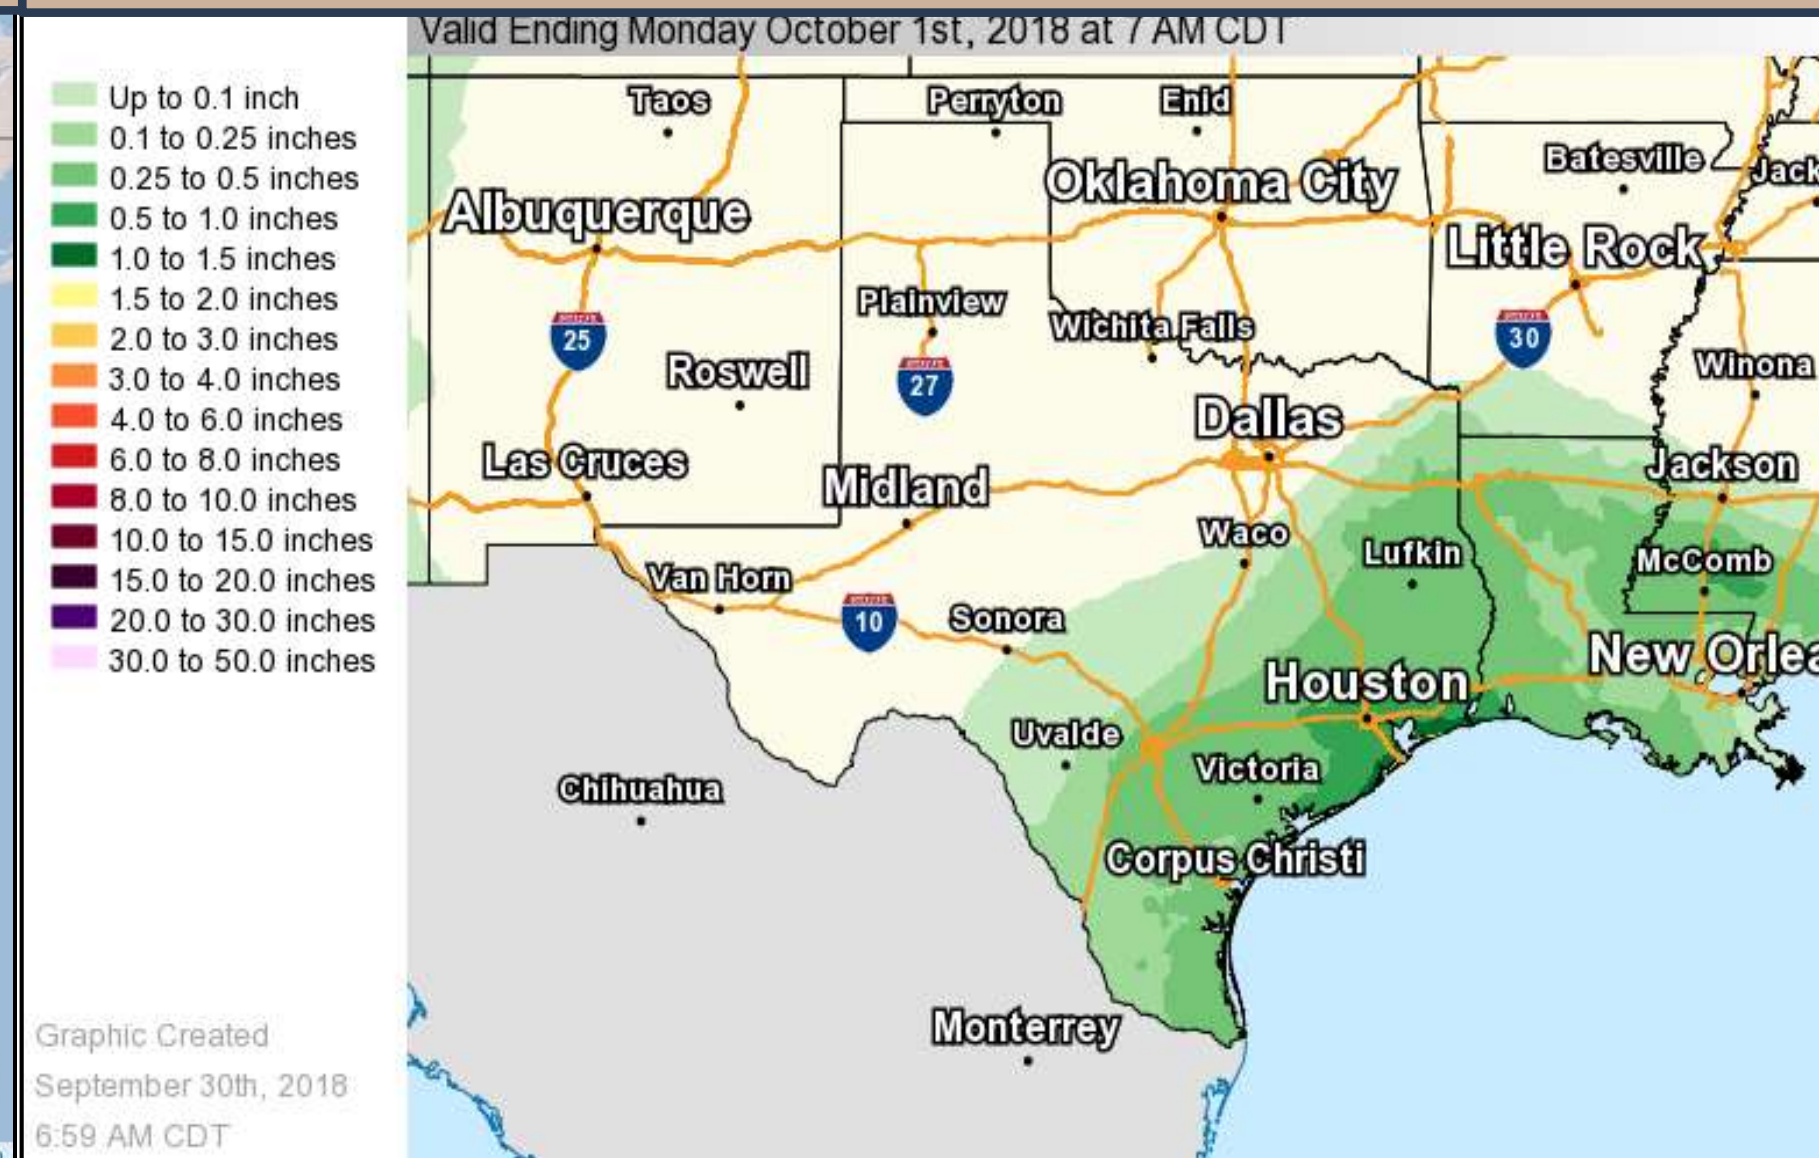 Valid Ending Monday October 1st, 2018 at 7 AM CDT
Up to 0.1 inch
0.1 to 0.25 inches
0.25 to 0.5 inches
0.5 to 1.0 inches
1.0 to 1.5 inches
1.5 to 2.0 inches
2.0 to 3.0 inches
3.0 to 4.0 inches
4.0 to 6.0 inches
6.0 to 8.0 inches
8.0 to 10.0 inches
10.0 to 15.0 inches
15.0 to 20.0 inches
20.0 to 30.0 inches
30.0 to 50.0 inches
Graphic Created
September 30th, 2018
6:59 AM CDT
Taos
Perryton
Enid
Batesville
Jack
Oklahoma City
Albuquerque
Little Rock
Plainview
Wichita Falls
25
30
Roswell
27
Winona
Dallas
Las Cruces
Midland
Jackson
Waco
Lufkin
McComb
Van Horn
10
Sonora
New Orlea
Houston
Uvalde
Victoria
Chihuahua
Corpus Christi
Monterrey